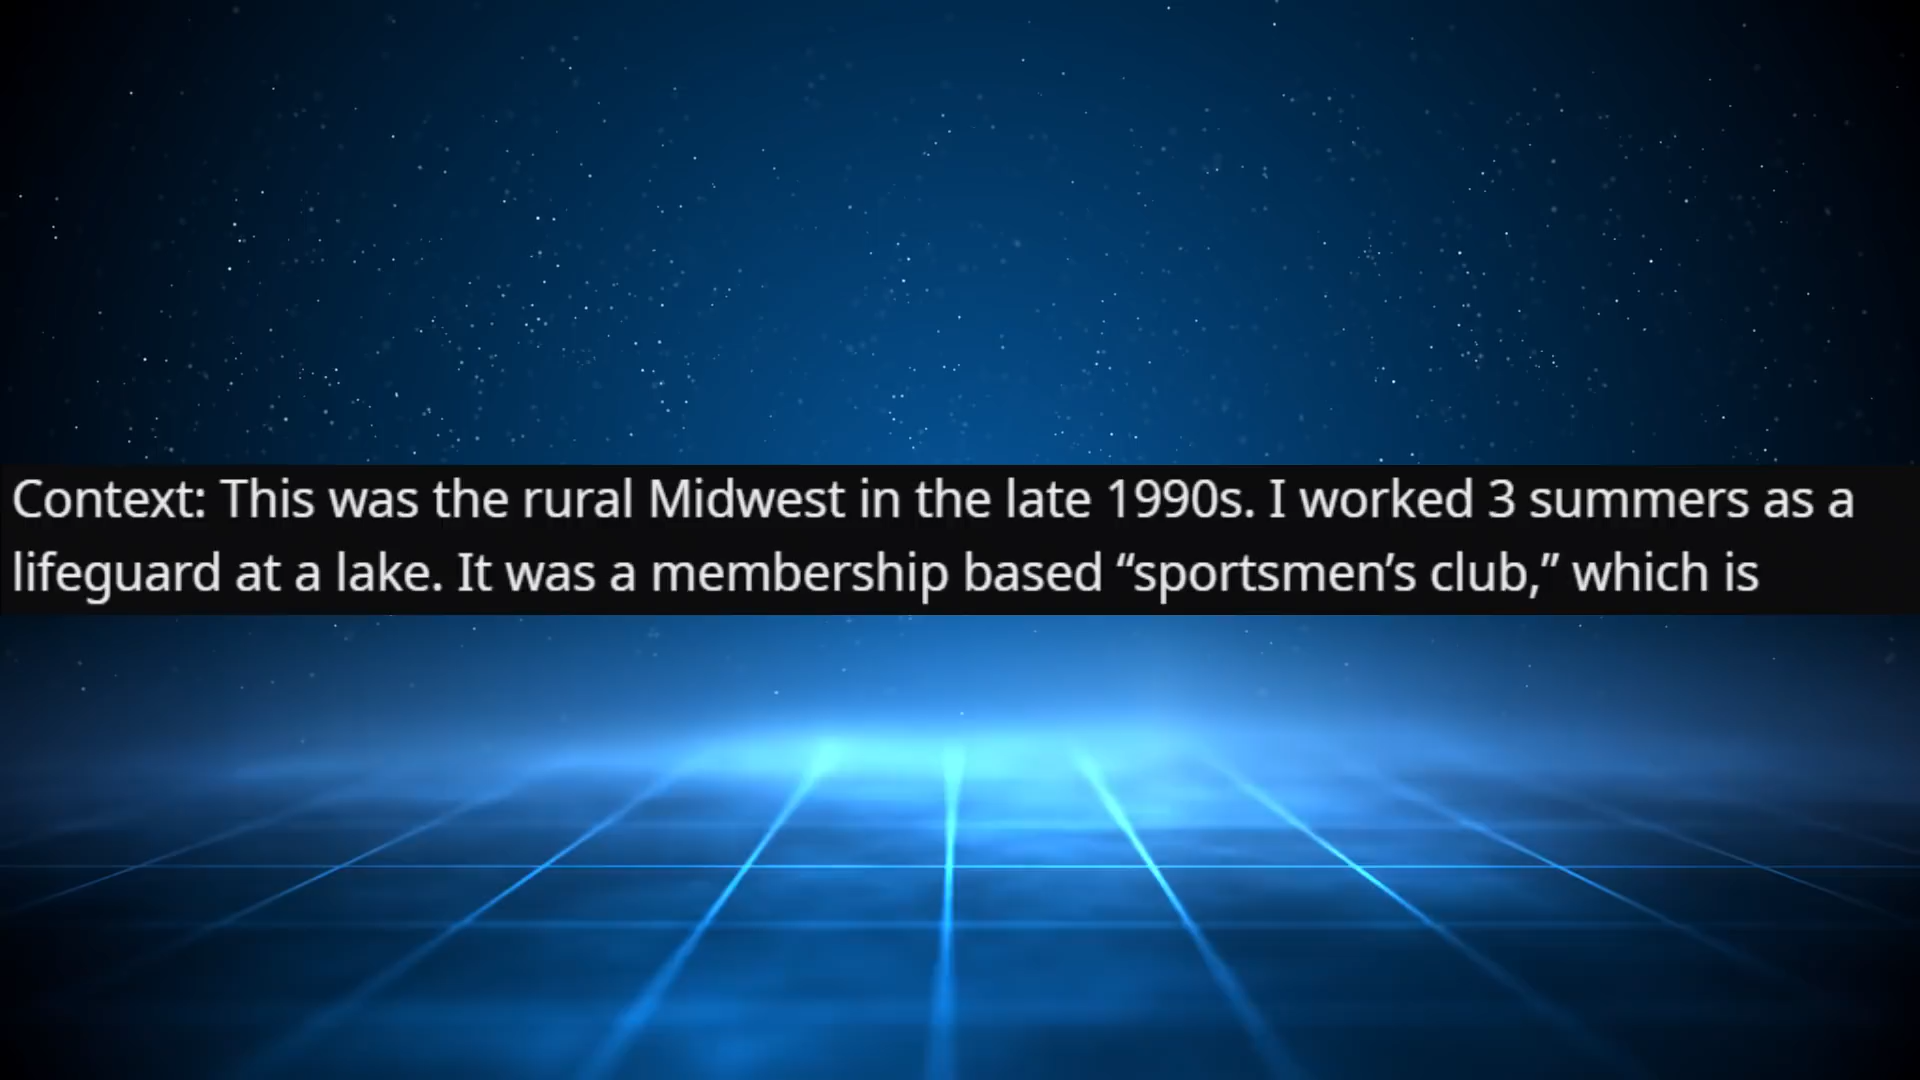 Context: This was the rural Midwest in the late 1990s. I worked 3 summers as a
lifeguard at a lake. It was a membership based “sportsmen’s club,” which is